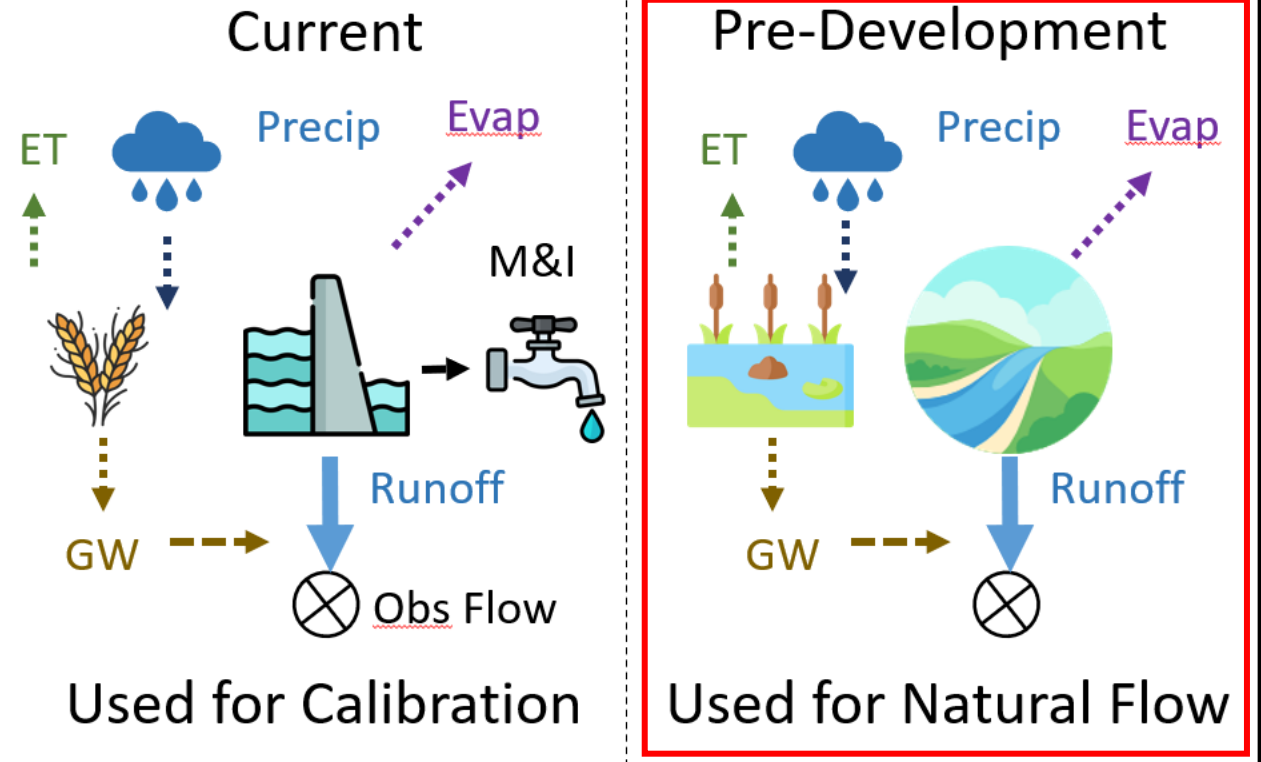 Current
ET
Precip
Evap
M&I
Runoff
GW
Obs Flow
Used for Calibration
Pre-Development
ET
Precip
Evap
Runoff
GW
Used for Natural Flow